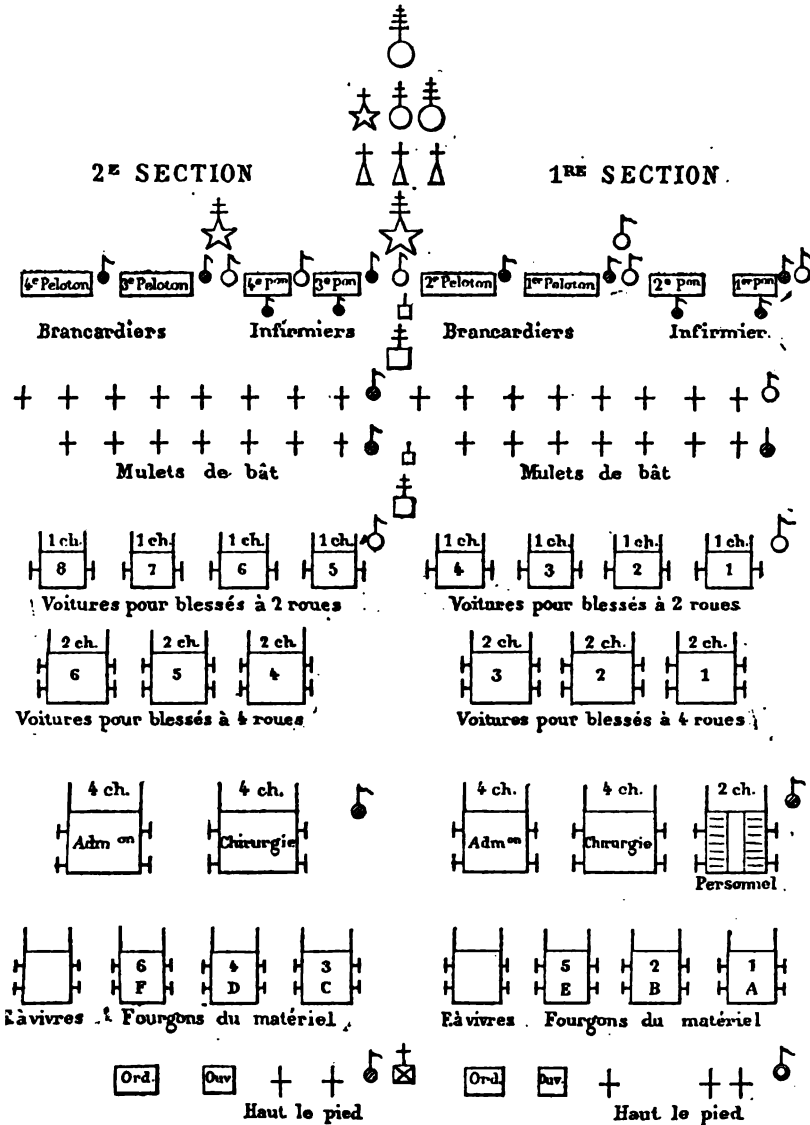 2E SECTION 1RE SECTION
4e Peloton 3e Peloton 4e Pon 3e Pon 2e Peloton 1er Peloton 2e Pon 1er Pon
Brancardiers Infirmiers Brancardiers Infirmier.
Mulets de bât Mulets de bât
1 ch. 1 ch. 1 ch. 1 ch. 1 ch. 1 ch. 1 ch. 1 ch.
8 7 6 5 4 3 2 1
Voitures pour blessés à 2 roues Voitures pour blessés à 2 roues
2 ch. 2 ch. 2 ch. 2 ch. 2 ch. 2 ch.
6 5 4 3 2 1
Voitures pour blessés à 4 roues Voitures pour blessés à 4 roues
4 ch. 4 ch. 4 ch. 4 ch. 2 ch.
Admon Chirurgie Admon Chirurgie
Personnel
6 4 3 5 2 1
F D C E B A
F.à vivres Fourgons du matériel F.à vivres Fourgons du matériel
Ord. Ouv. Ord. Ouv.
Haut le pied Haut le pied